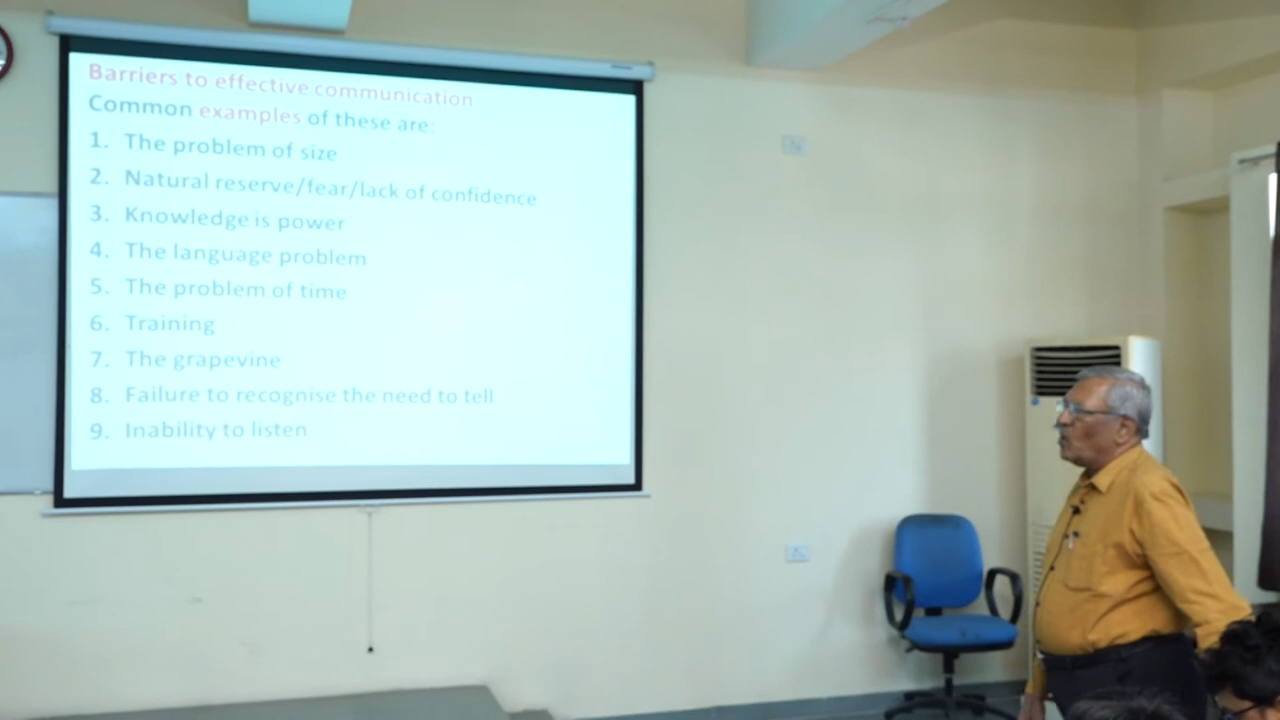 Barriers to effective communication
Common examples of these are:
1. The problem of size
2. Natural reserve/fear/lack of confidence
3. Knowledge is power
4. The language problem
5. The problem of time
6. Training
7. The grapevine
8. Failure to recognise the need to tell
9. Inability to listen